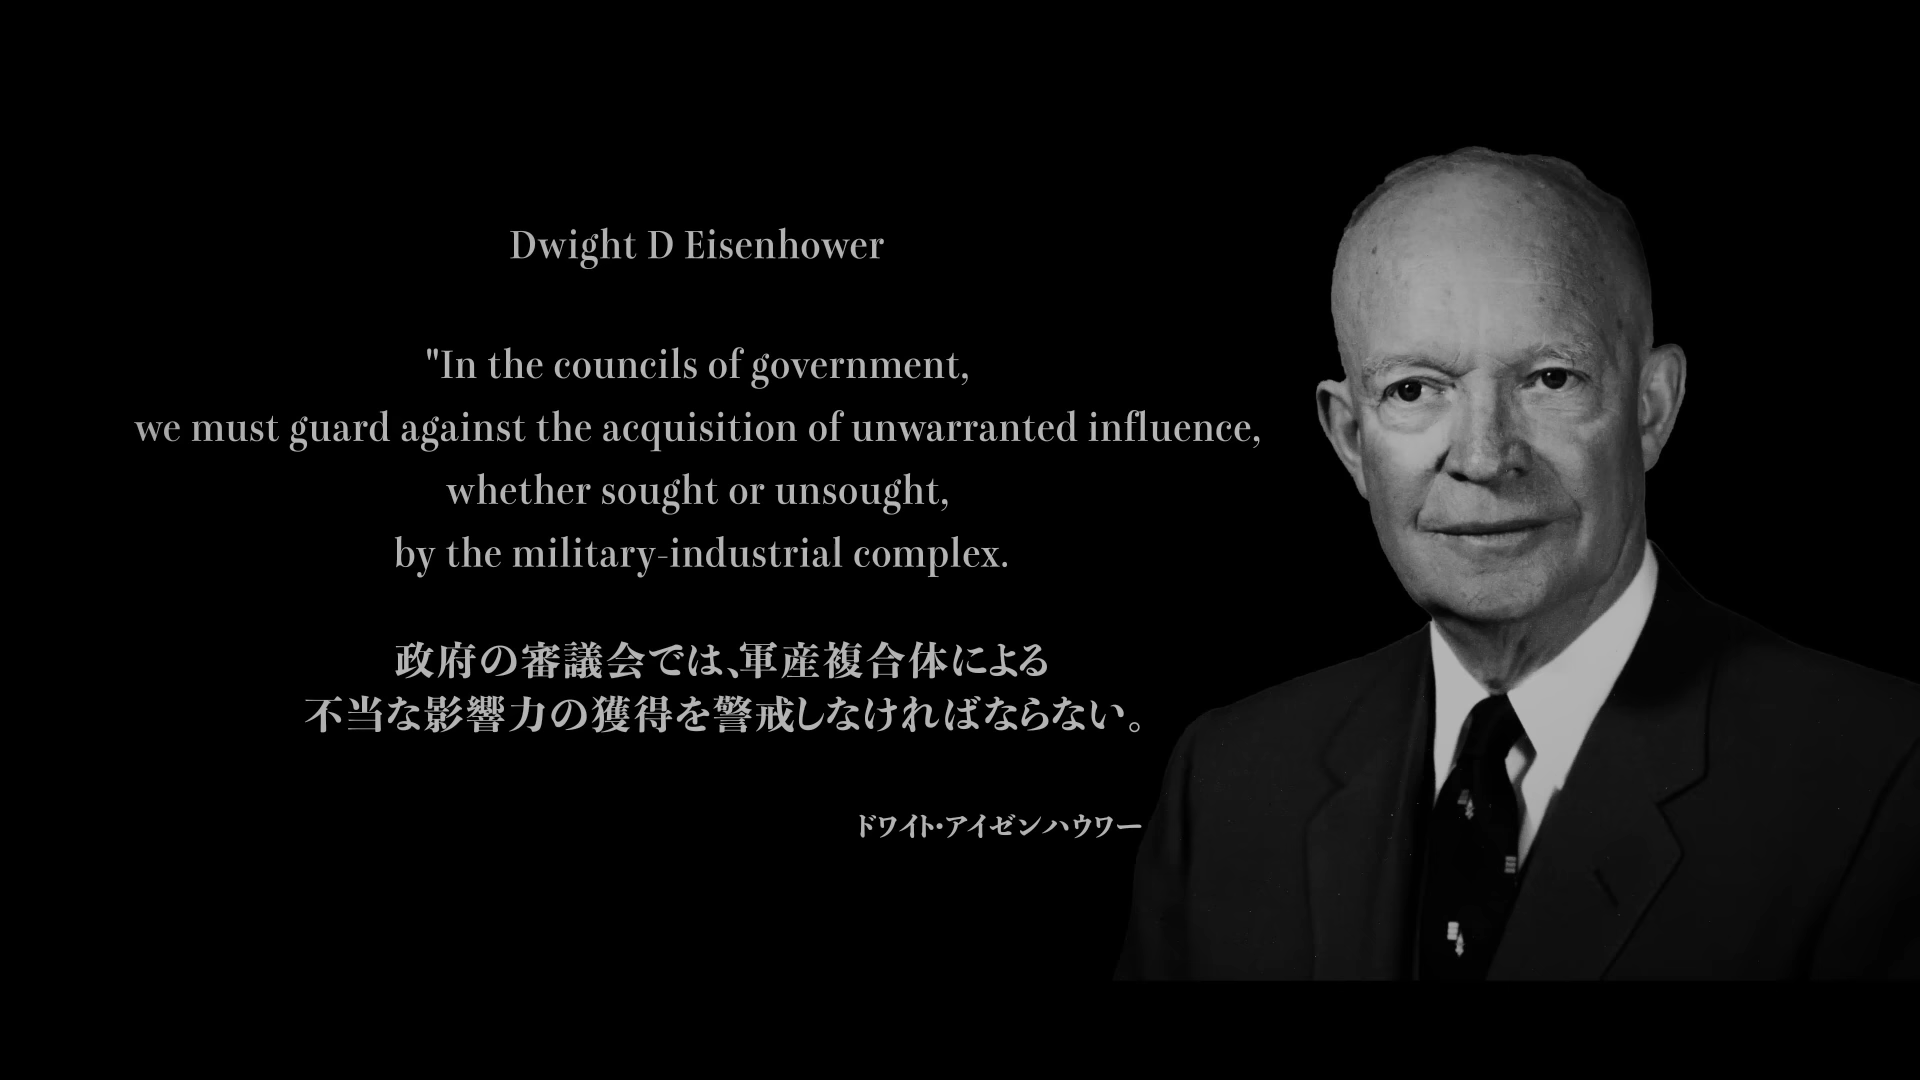 Dwight D Eisenhower
"In the councils of government,
we must guard against the acquisition of unwarranted influence,
whether sought or unsought,
by the military-industrial complex.
政府の審議会では、軍産複合体による
不当な影響力の獲得を警戒しなければならない。
ドワイト・アイゼンハウワー